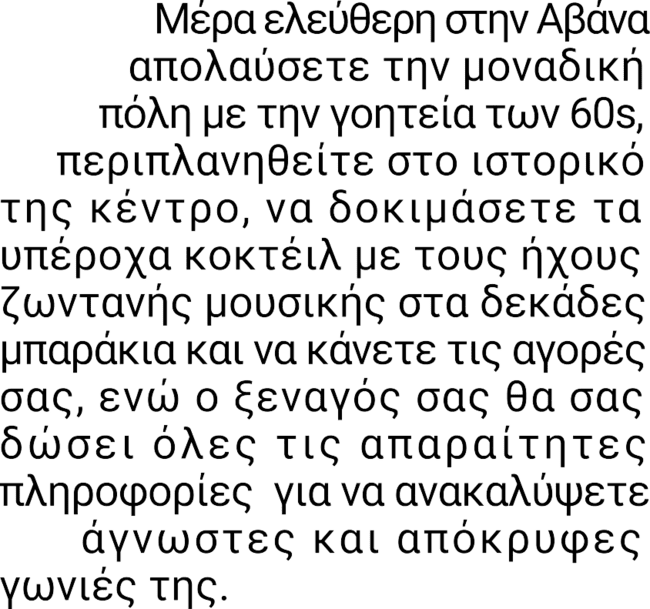 Μέρα ελεύθερη στην Αβάνα
απολαύσετε την μοναδική
πόλη με την γοητεία των 60s,
περιπλανηθείτε στο ιστορικό
της κέντρο, να δοκιμάσετε τα
υπέροχα κοκτέιλ με τους ήχους
ζωντανής μουσικής στα δεκάδες
μπαράκια και να κάνετε τις αγορές
σας, ενώ ο ξεναγός σας θα σας
δώσει όλες τις απαραίτητες
πληροφορίες για να ανακαλύψετε
άγνωστες και απόκρυφες
γωνιές της.